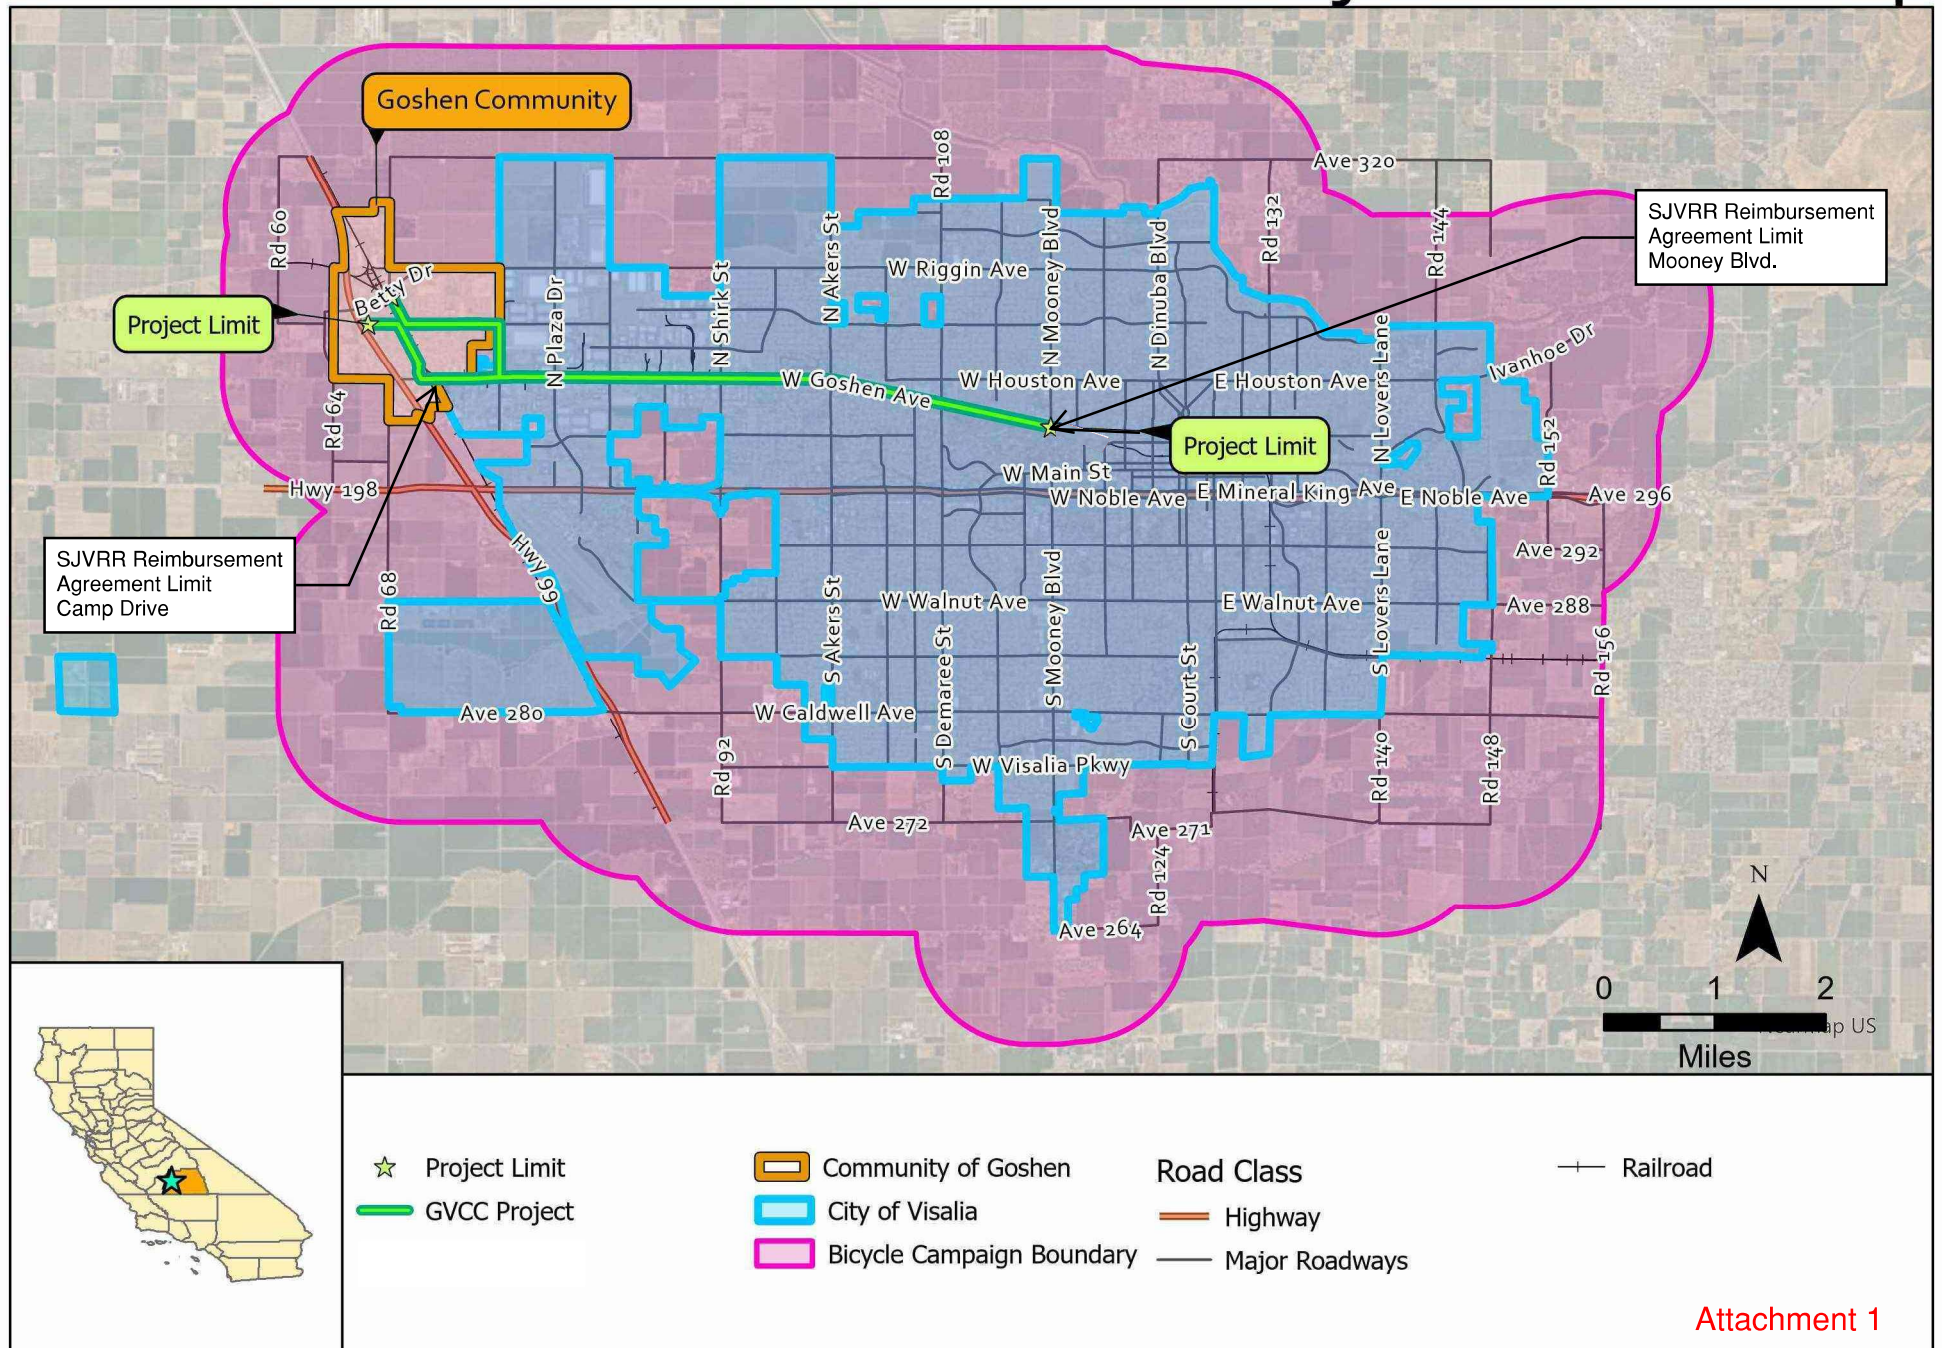 Goshen Community
Rd 108
Ave 320
Rd 60
N Akers St
N Mooney Blvd
N Dinuba Blvd
Rd 132
Rd 144
SJVRR Reimbursement
Agreement Limit
Mooney Blvd.
Betty Dr
W Riggin Ave
N Shirk St
N Plaza Dr
Project Limit
N Lovers Lane
Ivanhoe Dr
W Goshen Ave
W Houston Ave
E Houston Ave
Rd 64
Project Limit
Rd 152
W Main St
Hwy 198
W Noble Ave
E Mineral King Ave
E Noble Ave
Ave 296
SJVRR Reimbursement
Agreement Limit
Camp Drive
Hwy 99
Ave 292
Rd 68
S Akers St
W Walnut Ave
S Demaree St
S Mooney Blvd
E Walnut Ave
S Lovers Lane
Ave 288
Rd 156
S Court St
Ave 280
W Caldwell Ave
Rd 92
W Visalia Pkwy
Rd 140
Rd 148
Ave 272
Ave 271
Rd 124
Ave 264
N
0 1 2
Miles
ap US
Project Limit
GVCC Project
Community of Goshen
City of Visalia
Bicycle Campaign Boundary
Road Class
Highway
Major Roadways
Railroad
Attachment 1